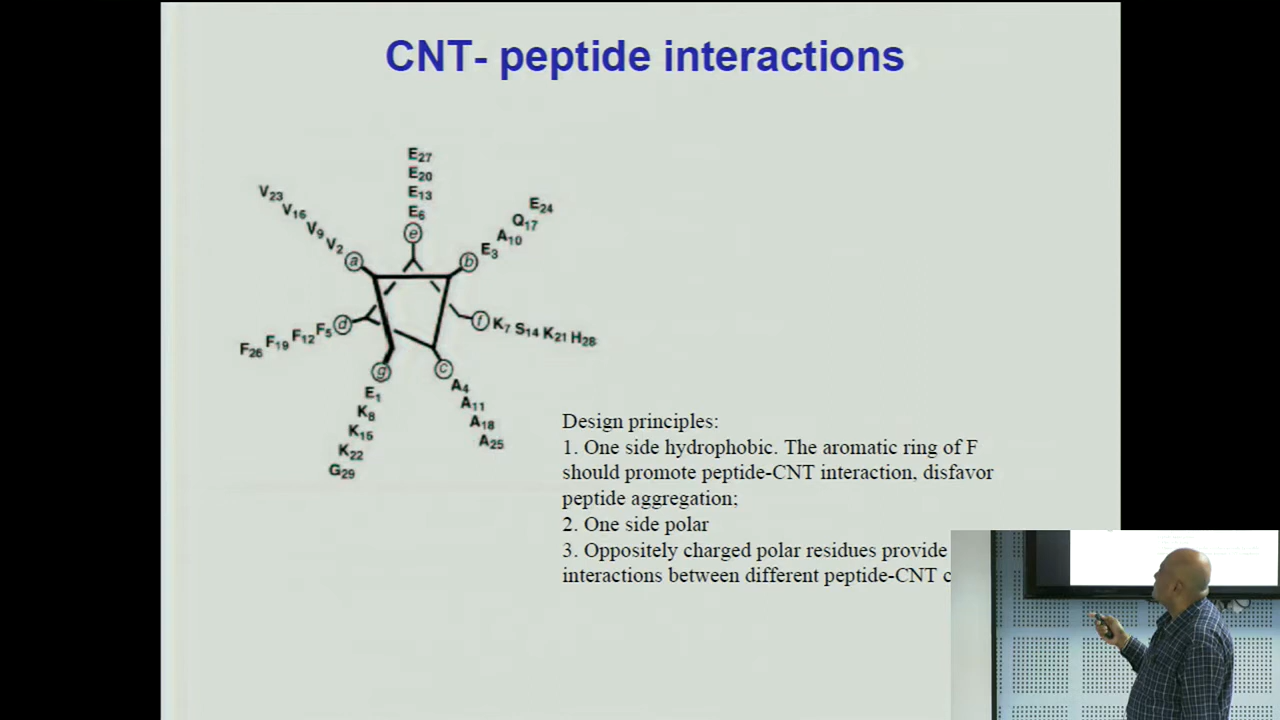 CNT- peptide interactions
E27
E20
E13
E6
e
V23
V16
V9
V2
a
E24
Q17
A10
E3
b
F26 F19 F12 F5 d
f K7 S14 K21 H28
g
E1
K8
K15
K22
G29
c
A4
A11
A18
A25
Design principles:
1. One side hydrophobic. The aromatic ring of F
should promote peptide-CNT interaction, disfavor
peptide aggregation;
2. One side polar
3. Oppositely charged polar residues provide
interactions between different peptide-CNT c